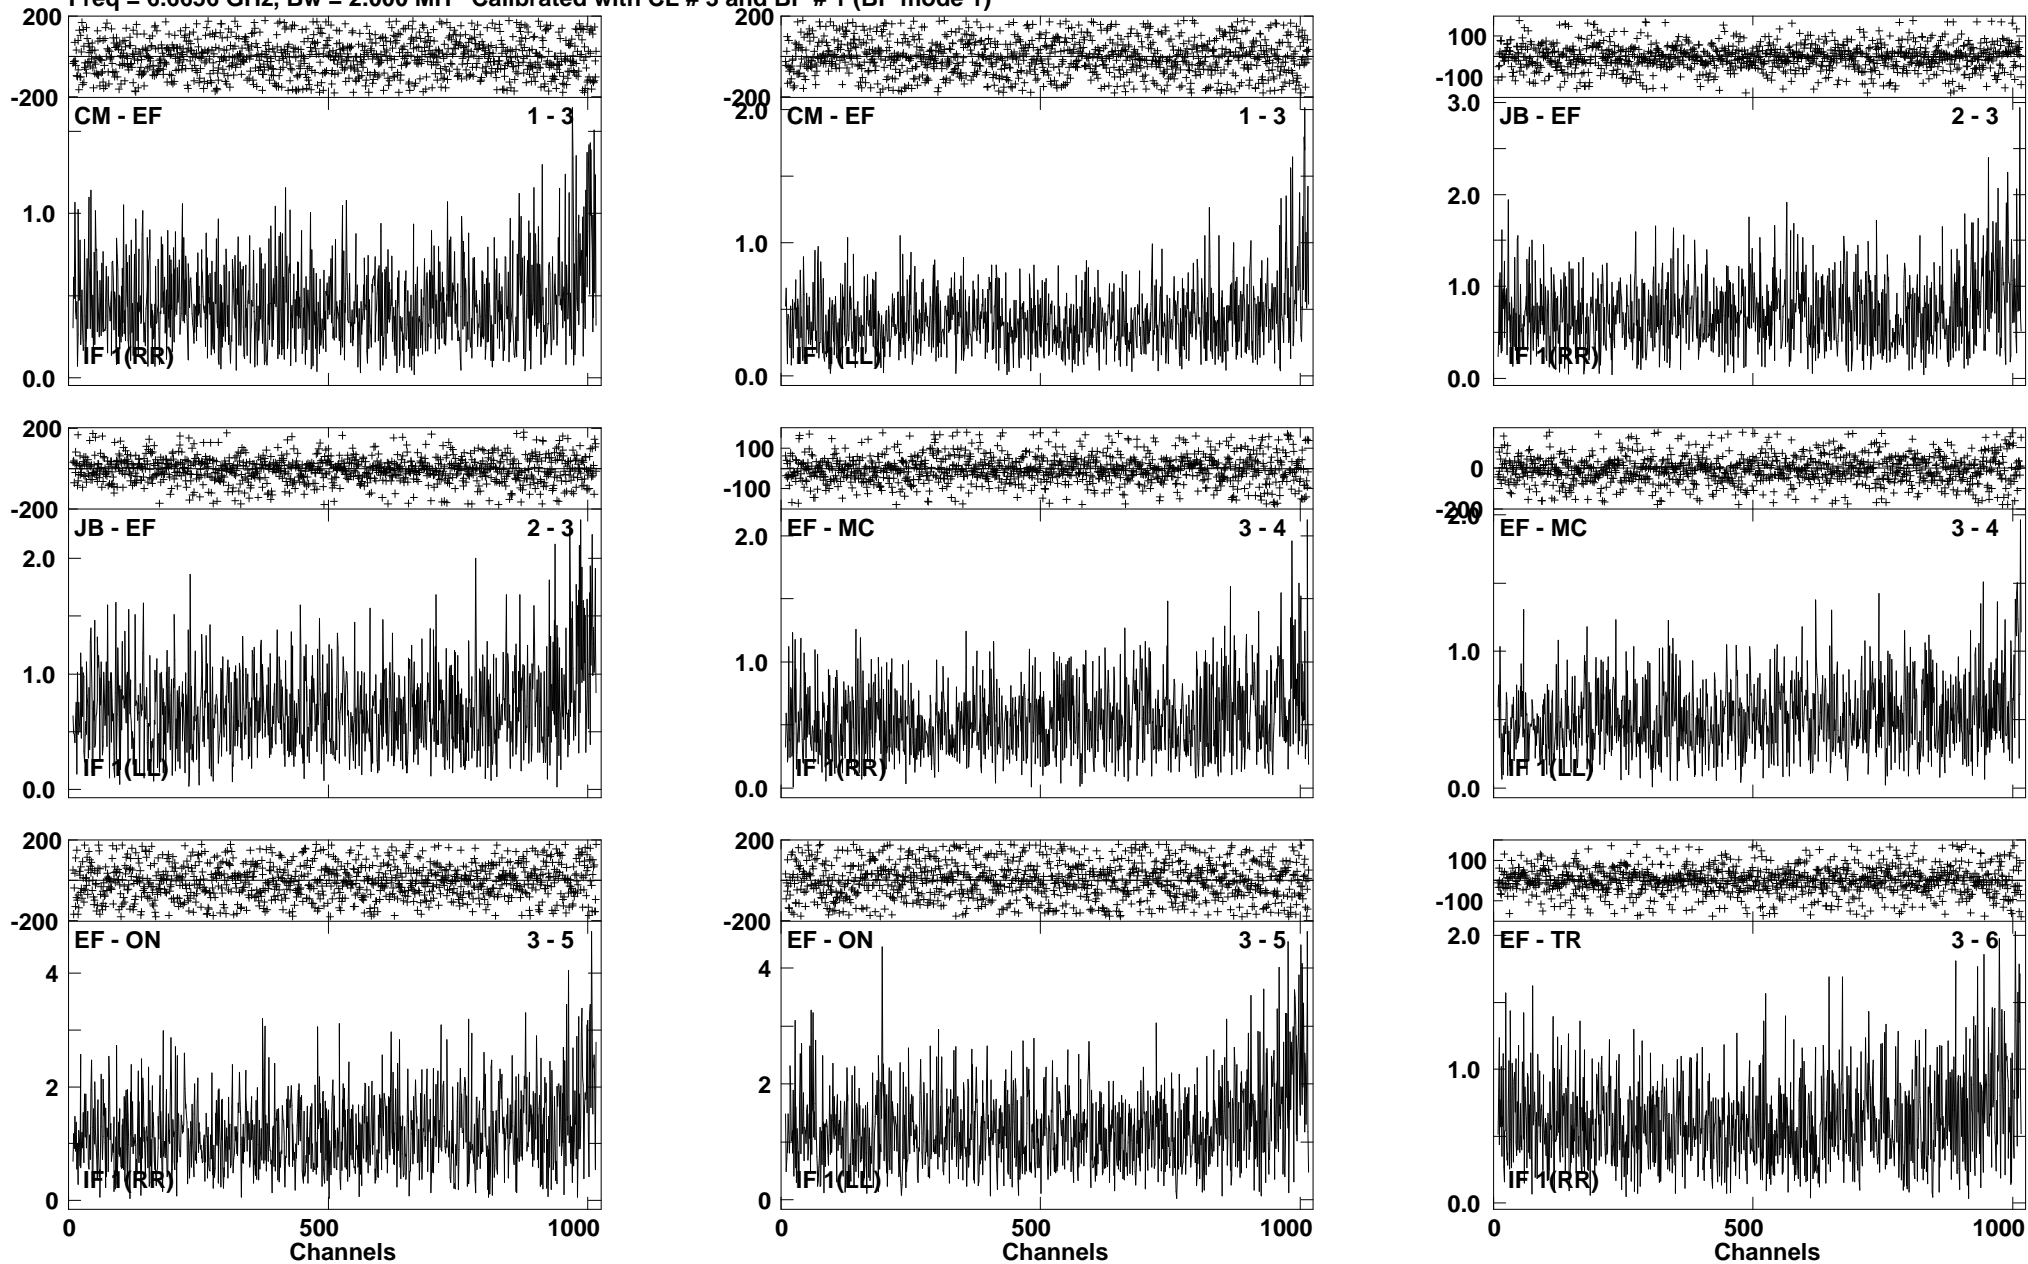 Freq = 6.6656 GHz, Bw = 2.000 MH Calibrated with CL # 3 and BP # 1 (BP mode 1)
200
-200
CM - EF 1 - 3
1.0
0.0
IF 1(RR)
-200
2.0
CM - EF 1 - 3
1.0
0.0
IF 1(LL)
100
-100
3.0
JB - EF 2 - 3
2.0
1.0
0.0
IF 1(RR)
200
-200
JB - EF 2 - 3
2.0
1.0
0.0
IF 1(LL)
100
-100
2.0
EF - MC 3 - 4
1.0
0.0
IF 1(RR)
0
-200
2.0
EF - MC 3 - 4
1.0
0.0
IF 1(LL)
200
-200
EF - ON 3 - 5
4
2
0
IF 1(RR)
0 500 1000
Channels
200
-200
EF - ON 3 - 5
4
2
0
IF 1(LL)
0 500 1000
Channels
100
-100
2.0
EF - TR 3 - 6
1.0
0.0
IF 1(RR)
0 500 1000
Channels